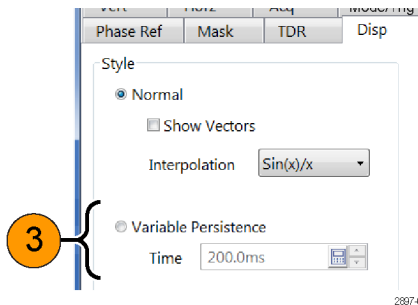 Phase Ref Mask TDR Disp
Style
Normal
Show Vectors
Interpolation Sin(x)/x
3
Variable Persistence
Time 200.0ms